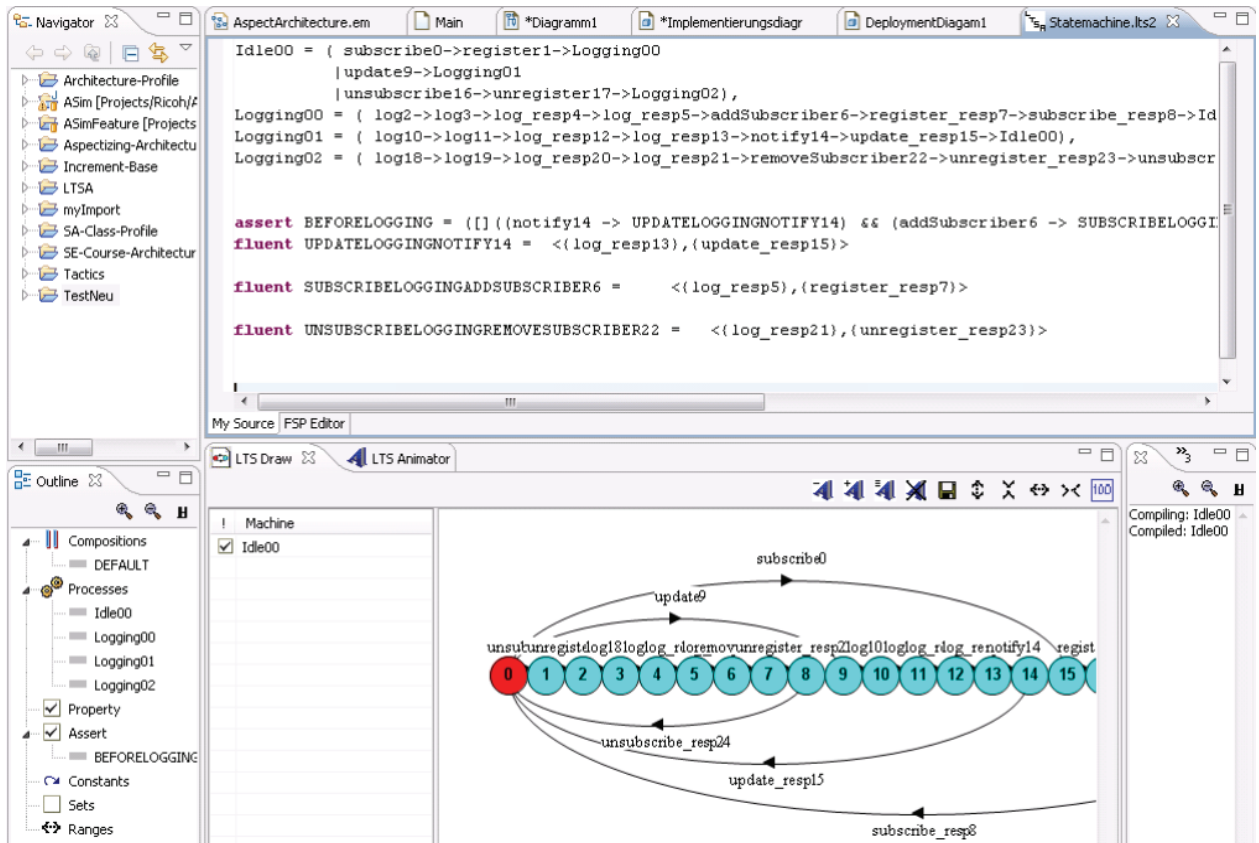 Navigator
Architecture-Profile
ASim [Projects/Ricoh/A
ASimFeature [Projects
Aspectizing-Architectu
Increment-Base
LTSA
myImport
SA-Class-Profile
SE-Course-Architectur
Tactics
TestNeu
AspectArchitecture.em Main *Diagramm1 *Implementierungsdiagr DeploymentDiagam1 Statemachine.lts2
Idle00 = ( subscribe0->register1->Logging00
|update9->Logging01
|unsubscribe16->unregister17->Logging02),
Logging00 = ( log2->log3->log_resp4->log_resp5->addSubscriber6->register_resp7->subscribe_resp8->Id
Logging01 = ( log10->log11->log_resp12->log_resp13->notify14->update_resp15->Idle00),
Logging02 = ( log18->log19->log_resp20->log_resp21->removeSubscriber22->unregister_resp23->unsubscr
assert BEFORELOGGING = ([]((notify14 -> UPDATELOGGINGNOTIFY14) && (addSubscriber6 -> SUBSCRIBELOGGI
fluent UPDATELOGGINGNOTIFY14 = <{log_resp13},{update_resp15}>
fluent SUBSCRIBELOGGINGADDSUBSCRIBER6 = <{log_resp5},{register_resp7}>
fluent UNSUBSCRIBELOGGINGREMOVESUBSCRIBER22 = <{log_resp21},{unregister_resp23}>
My Source FSP Editor
Outline
Compositions
DEFAULT
Processes
Idle00
Logging00
Logging01
Logging02
Property
Assert
BEFORELOGGING
Constants
Sets
Ranges
LTS Draw LTS Animator
! Machine
Idle00
subscribe0
update9
notify14 regist
0 1 2 3 4 5 6 7 8 9 10 11 12 13 14 15
unsubscribe_resp24
update_resp15
subscribe_resp8
»3
Compiling: Idle00
Compiled: Idle00